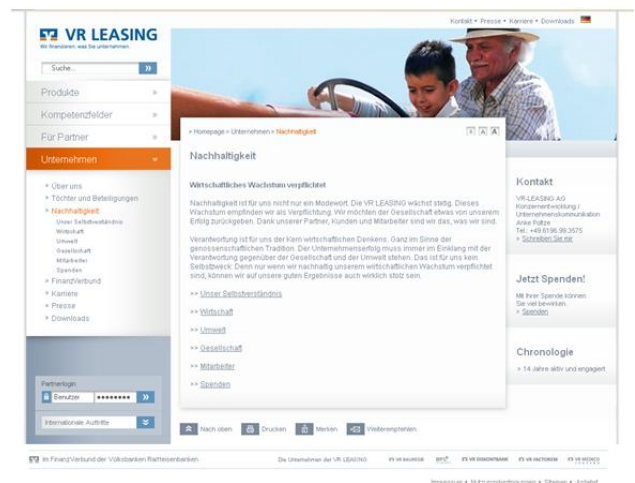 Kontakt • Presse • Karriere • Downloads
VR LEASING
Wir finanzieren, was Sie unternehmen.
Suche...
Produkte
Kompetenzfelder
Für Partner
Unternehmen
» Über uns
» Töchter und Beteiligungen
» Nachhaltigkeit
Unser Selbstverständnis
Wirtschaft
Umwelt
Gesellschaft
Mitarbeiter
Spenden
» FinanzVerbund
» Karriere
» Presse
» Downloads
Partnerlogin
Benutzer ●●●●●●●●
Internationale Auftritte
» Homepage » Unternehmen » Nachhaltigkeit
A A A
Nachhaltigkeit
Wirtschaftliches Wachstum verpflichtet
Nachhaltigkeit ist für uns nicht nur ein Modewort. Die VR LEASING wächst stetig. Dieses
Wachstum empfinden wir als Verpflichtung. Wir möchten der Gesellschaft etwas von unserem
Erfolg zurückgeben. Dank unserer Partner, Kunden und Mitarbeiter sind wir das, was wir sind.
Verantwortung ist für uns der Kern wirtschaftlichen Denkens, Ganz im Sinne der
genossenschaftlichen Tradition. Der Unternehmenserfolg muss immer im Einklang mit der
Verantwortung gegenüber der Gesellschaft und der Umwelt stehen. Das ist für uns kein
Selbstzweck: Denn nur wenn wir nachhaltig unserem wirtschaftlichen Wachstum verpflichtet
sind, können wir auf unsere guten Ergebnisse auch wirklich stolz sein.
>> Unser Selbstverständnis
>> Wirtschaft
>> Umwelt
>> Gesellschaft
>> Mitarbeiter
>> Spenden
Nach oben Drucken Merken Weiterempfehlen
Kontakt
VR-LEASING AG
Konzernentwicklung /
Unternehmenskommunikation
Anke Foltze
Tel.: +49.6196.99.3575
» Schreiben Sie mir
Jetzt Spenden!
Mit Ihrer Spende können
Sie viel bewirken.
» Spenden
Chronologie
» 14 Jahre aktiv und engagiert
Im FinanzVerbund der Volksbanken Raiffeisenbanken
Die Unternehmen der VR LEASING VR DISKONTBANK VR FACTOREM VR MEDICO
Impressum • Nutzungsbedingungen • Sitemap •